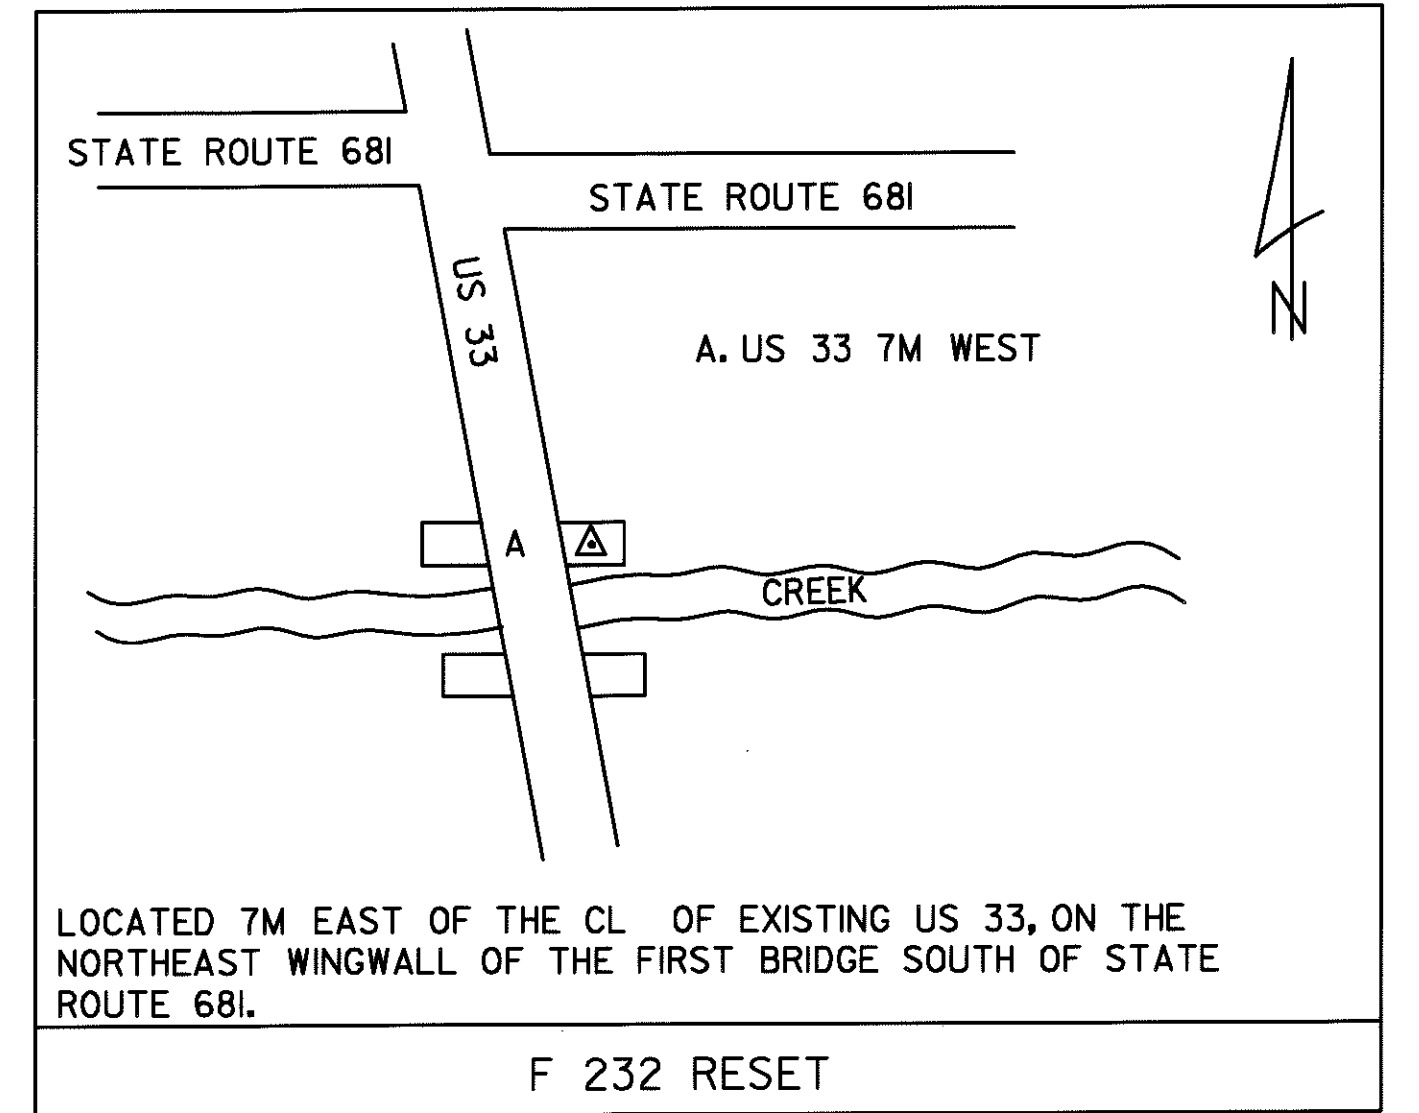 STATE ROUTE 681
STATE ROUTE 681
US 33
N
A. US 33 7M WEST
A
CREEK
LOCATED 7M EAST OF THE CL OF EXISTING US 33, ON THE
NORTHEAST WINGWALL OF THE FIRST BRIDGE SOUTH OF STATE
ROUTE 681.
F 232 RESET